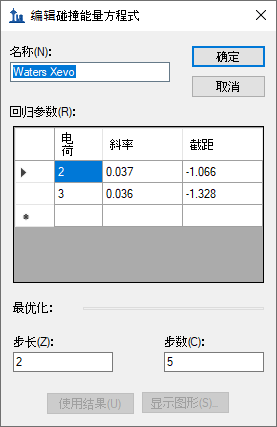 编辑碰撞能量方程式
名称(N):
确定
Waters Xevo
取消
回归参数(R):
电荷 斜率 截距
2 0.037 -1.066
3 0.036 -1.328
最优化:
步长(Z): 步数(C):
2 5
使用结果(U) 显示图形(S)...